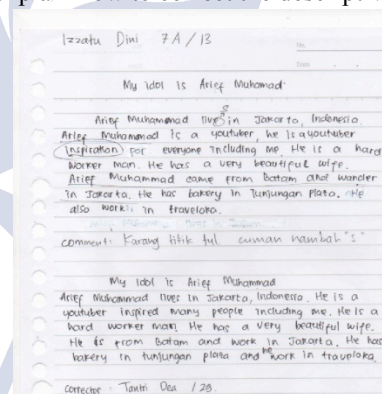 Izzatu Dini 7A / 13
My Idol is Arief Muhamad
Arief Muhammad lives in Jakarta, Indonesia.
Arief Muhammad is a youtuber, he is a youtuber
inspiration for everyone including me. He is a hard
worker man. He has a very beautiful wife.
Arief Muhammad came from Batam and wander
in Jakarta. He has bakery in Tunjungan Plaza. He
also work in traveloka.
comment: Karang titik tul cuman nambah "s"
My Idol is Arief Muhammad
Arief Muhammad lives in Jakarta, Indonesia. He is a
youtuber inspired many people including me. He is a
hard worker man. He has a very beautiful wife.
He is from Batam and work in Jakarta. He has
bakery in tunjungan plaza and he work in traveloka.
corrector : Tantri Dea / 28.